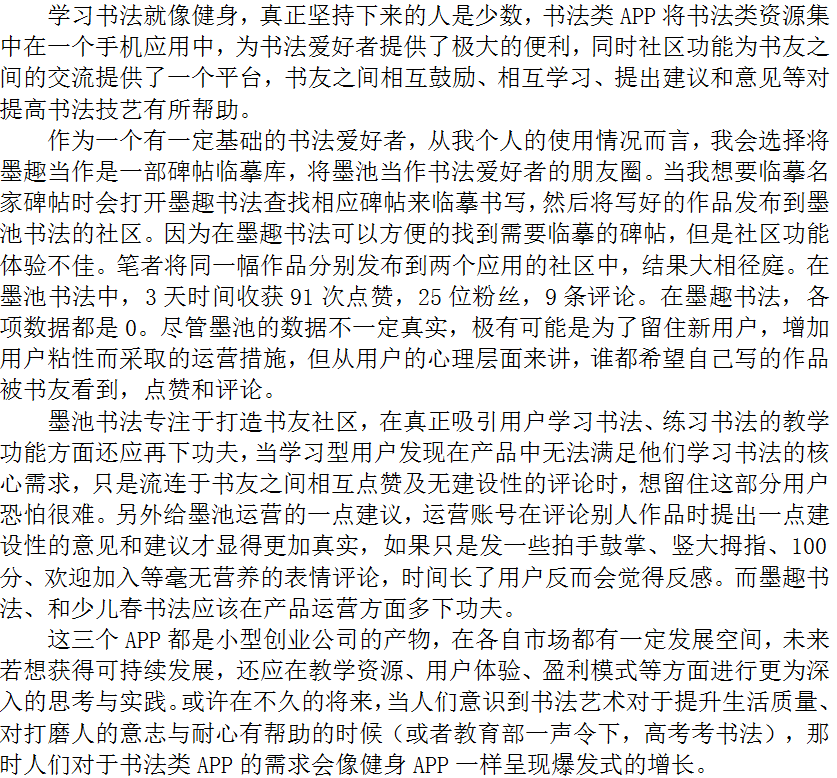 学习书法就像健身，真正坚持下来的人是少数，书法类 APP 将书法类资源集
中在一个手机应用中，为书法爱好者提供了极大的便利，同时社区功能为书友之
间的交流提供了一个平台，书友之间相互鼓励、相互学习、提出建议和意见等对
提高书法技艺有所帮助。
作为一个有一定基础的书法爱好者，从我个人的使用情况而言，我会选择将
墨趣当作是一部碑帖临摹库，将墨池当作书法爱好者的朋友圈。当我想要临摹名
家碑帖时会打开墨趣书法查找相应碑帖来临摹书写，然后将写好的作品发布到墨
池书法的社区。因为在墨趣书法可以方便的找到需要临摹的碑帖，但是社区功能
体验不佳。笔者将同一幅作品分别发布到两个应用的社区中，结果大相径庭。在
墨池书法中，3 天时间收获 91 次点赞，25 位粉丝，9 条评论。在墨趣书法，各
项数据都是 0。尽管墨池的数据不一定真实，极有可能是为了留住新用户，增加
用户粘性而采取的运营措施，但从用户的心理层面来讲，谁都希望自己写的作品
被书友看到，点赞和评论。
墨池书法专注于打造书友社区，在真正吸引用户学习书法、练习书法的教学
功能方面还应再下功夫，当学习型用户发现在产品中无法满足他们学习书法的核
心需求，只是流连于书友之间相互点赞及无建设性的评论时，想留住这部分用户
恐怕很难。另外给墨池运营的一点建议，运营账号在评论别人作品时提出一点建
设性的意见和建议才显得更加真实，如果只是发一些拍手鼓掌、竖大拇指、100
分、欢迎加入等毫无营养的表情评论，时间长了用户反而会觉得反感。而墨趣书
法、和少儿春书法应该在产品运营方面多下功夫。
这三个 APP 都是小型创业公司的产物，在各自市场都有一定发展空间，未来
若想获得可持续发展，还应在教学资源、用户体验、盈利模式等方面进行更为深
入的思考与实践。或许在不久的将来，当人们意识到书法艺术对于提升生活质量、
对打磨人的意志与耐心有帮助的时候（或者教育部一声令下，高考考书法），那
时人们对于书法类 APP 的需求会像健身 APP 一样呈现爆发式的增长。